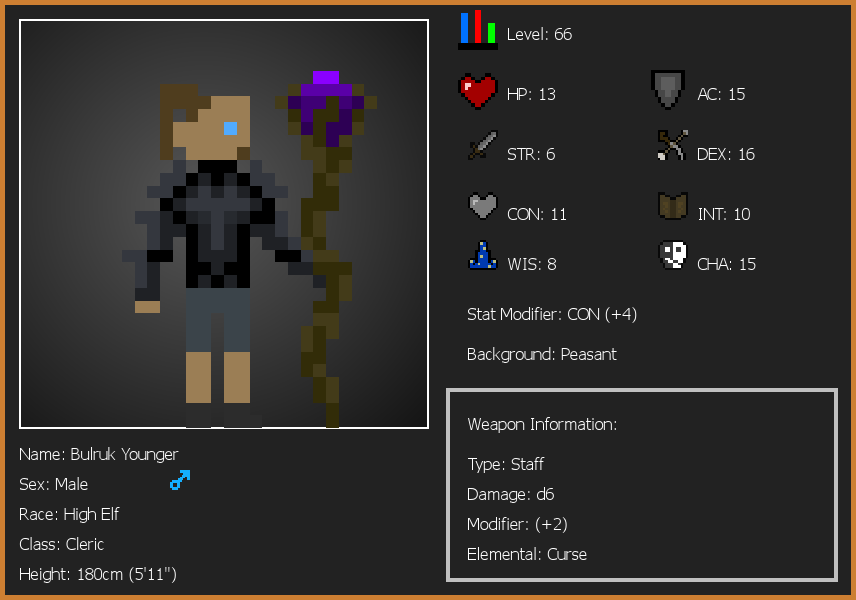 Level: 66
HP: 13
AC: 15
STR: 6
DEX: 16
CON: 11
INT: 10
WIS: 8
CHA: 15
Stat Modifier: CON (+4)
Background: Peasant
Weapon Information:
Type: Staff
Damage: d6
Modifier: (+2)
Elemental: Curse
Name: Bulruk Younger
Sex: Male
Race: High Elf
Class: Cleric
Height: 180cm (5'11")